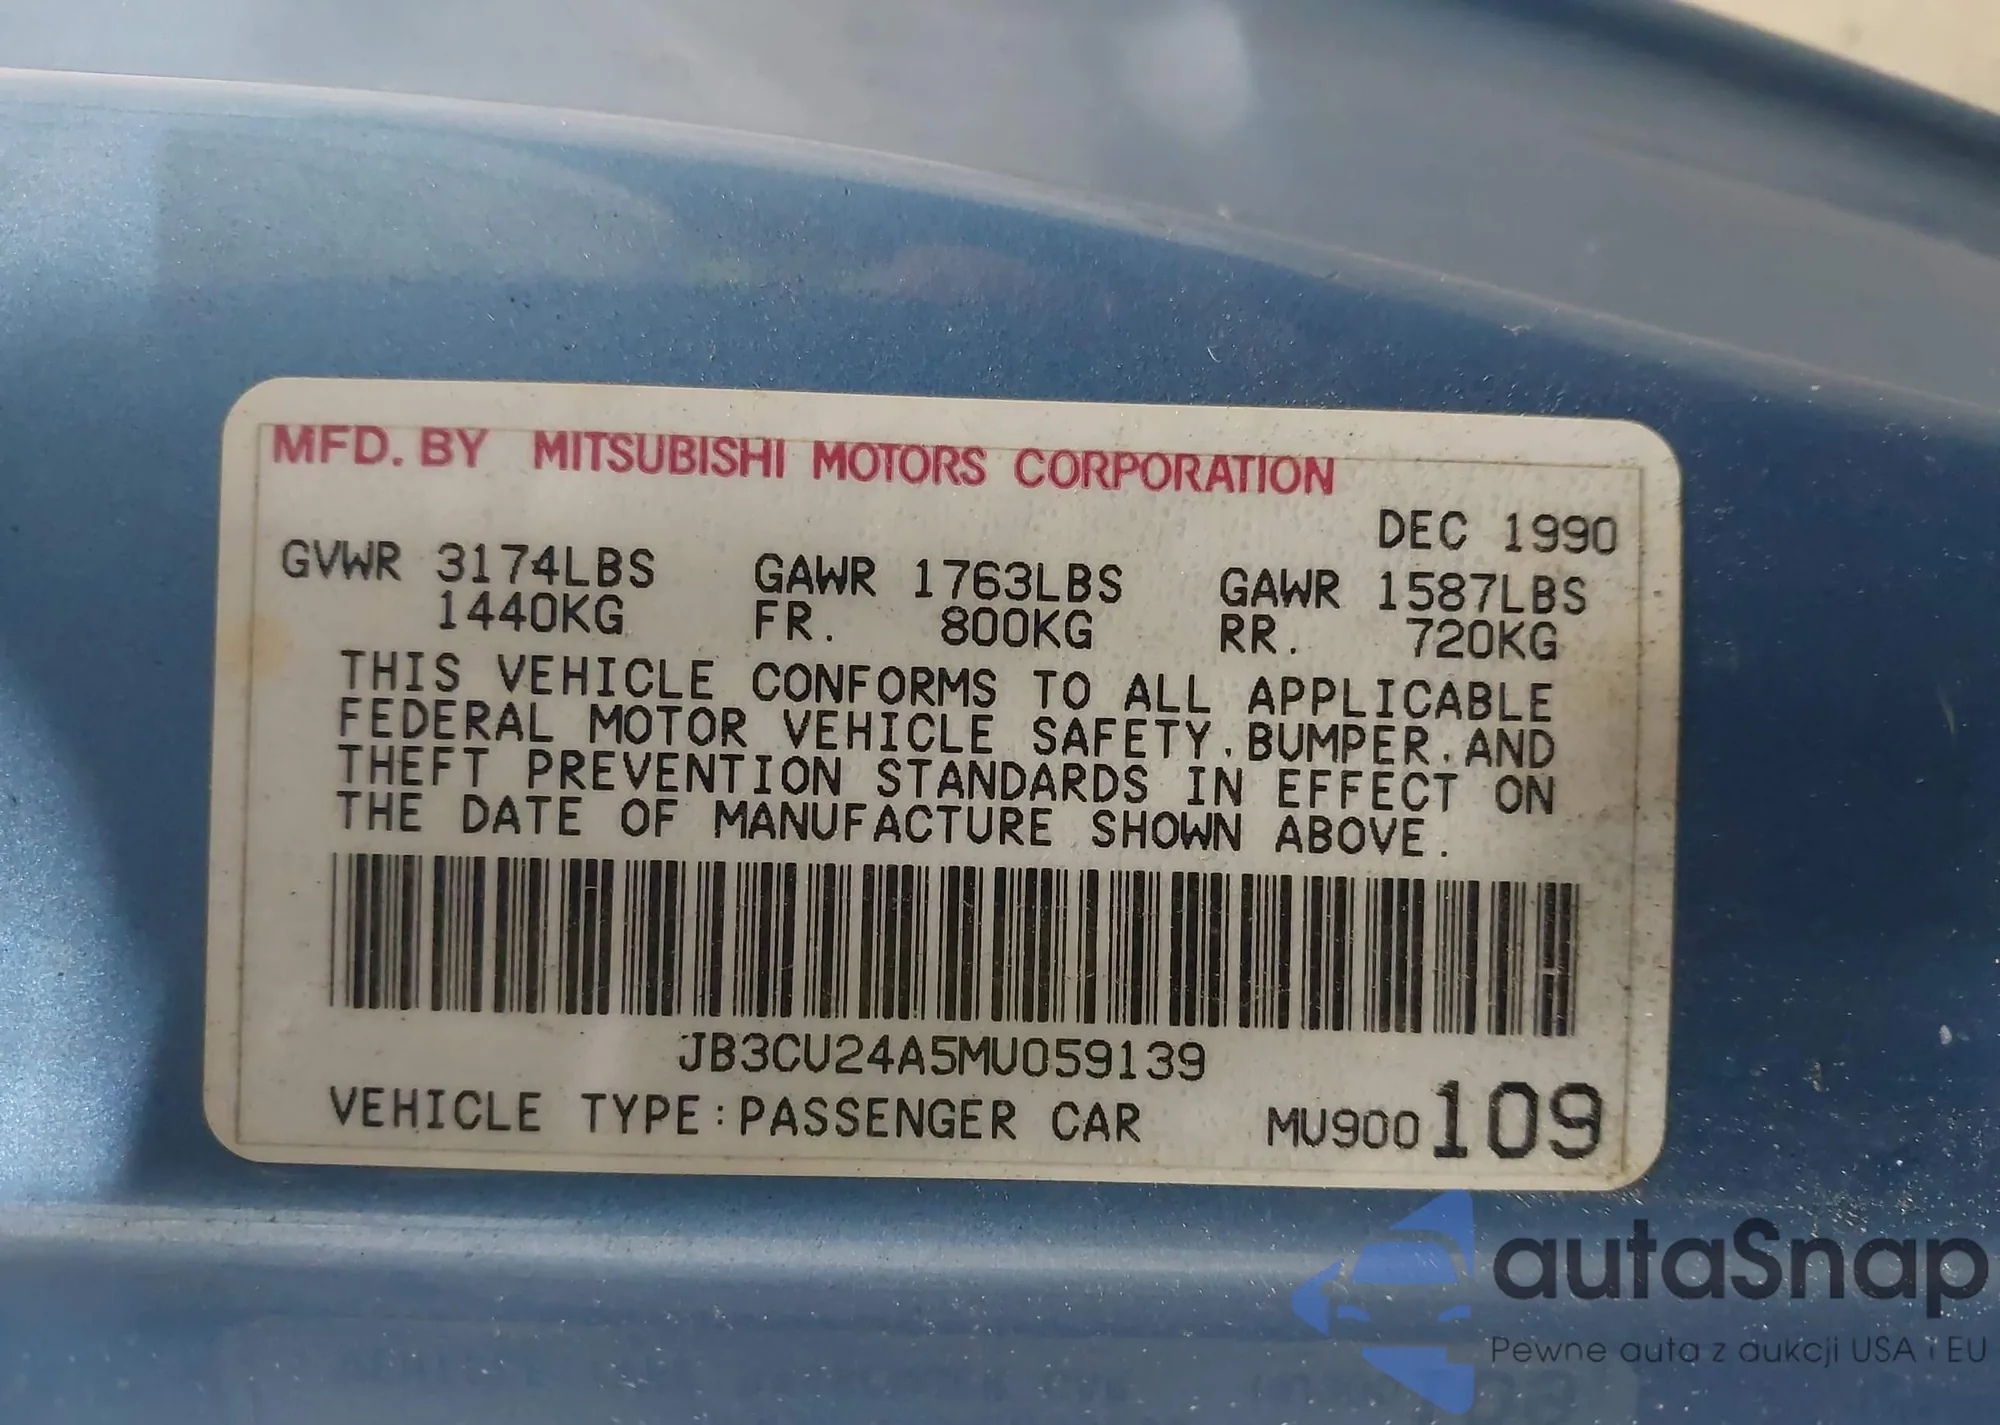 MFD. BY MITSUBISHI MOTORS CORPORATION
DEC 1990
GVWR 3174LBS GAWR 1763LBS GAWR 1587LBS
1440KG FR. 800KG RR. 720KG
THIS VEHICLE CONFORMS TO ALL APPLICABLE
FEDERAL MOTOR VEHICLE SAFETY,BUMPER,AND
THEFT PREVENTION STANDARDS IN EFFECT ON
THE DATE OF MANUFACTURE SHOWN ABOVE.
JB3CU24A5MU059139
VEHICLE TYPE:PASSENGER CAR MU900109
autaSnap
Pewne auta z aukcji USA i EU